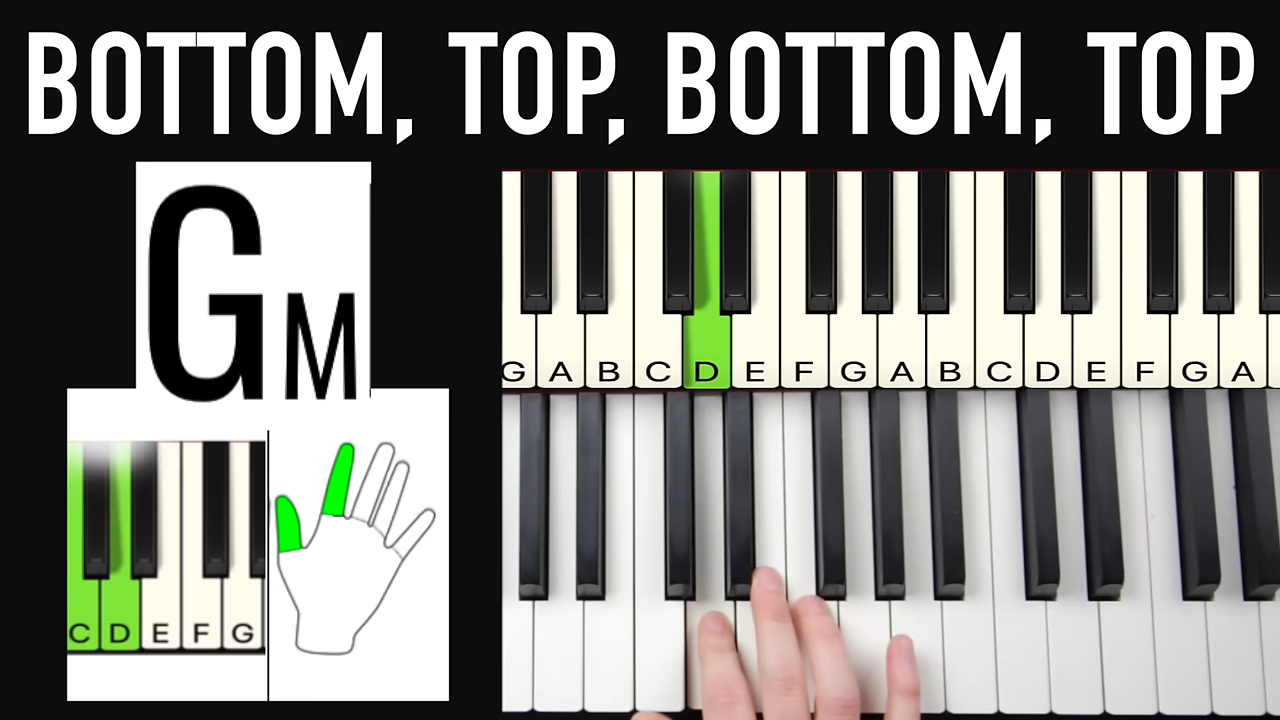 BOTTOM, TOP, BOTTOM, TOP
GM
G A B C D E F G A B C D E F G A
C D E F G